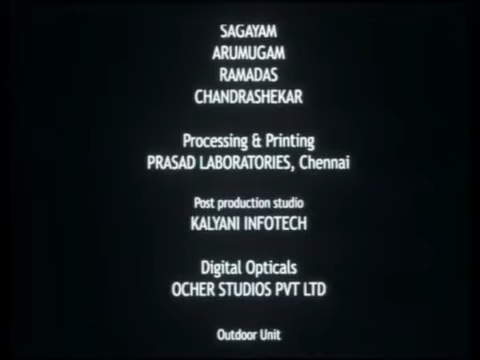 SAGAYAM
ARUMUGAM
RAMADAS
CHANDRASHEKAR
Processing & Printing
PRASAD LABORATORIES, Chennai
Post production studio
KALYANI INFOTECH
Digital Opticals
OCHER STUDIOS PVT LTD
Outdoor Unit